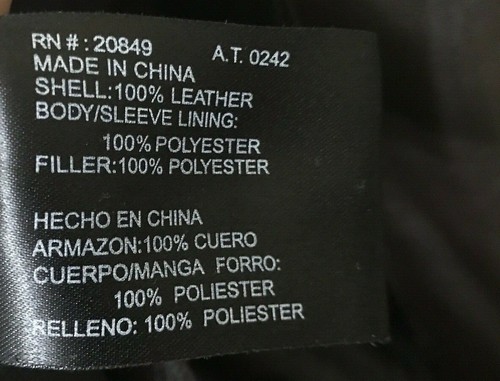 RN # : 20849 A.T. 0242
MADE IN CHINA
SHELL:100% LEATHER
BODY/SLEEVE LINING:
100% POLYESTER
FILLER:100% POLYESTER
HECHO EN CHINA
ARMAZON:100% CUERO
CUERPO/MANGA FORRO:
100% POLIESTER
RELLENO: 100% POLIESTER